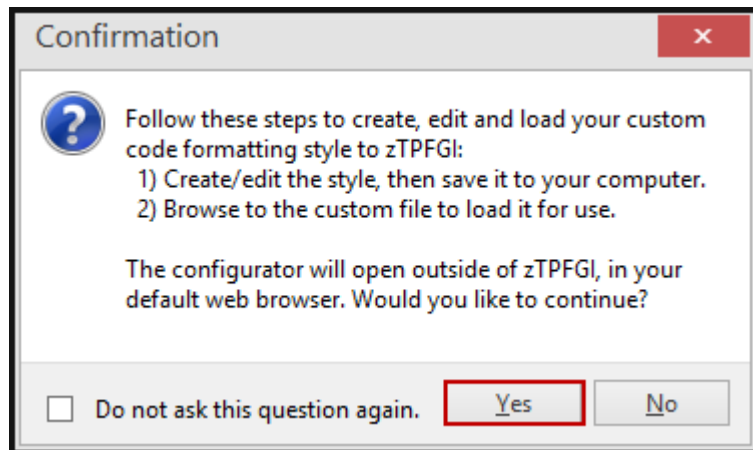 Confirmation
Follow these steps to create, edit and load your custom
code formatting style to zTPFGI:
1) Create/edit the style, then save it to your computer.
2) Browse to the custom file to load it for use.
The configurator will open outside of zTPFGI, in your
default web browser. Would you like to continue?
Do not ask this question again. Yes No